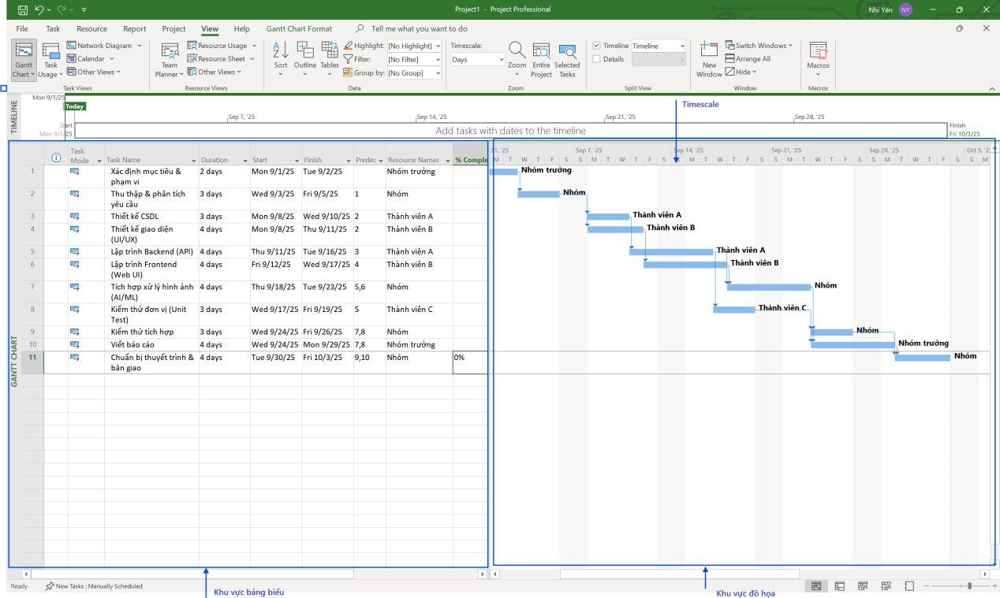 Project1 - Project Professional
Nhi Yến NY
File Task Resource Report Project View Help Gantt Chart Format Tell me what you want to do
Gantt Chart
Task Usage
Network Diagram
Calendar
Other Views
Task Views
Team Planner
Resource Usage
Resource Sheet
Other Views
Resource Views
Sort
Outline
Tables
Highlight: [No Highlight]
Filter: [No Filter]
Group by: [No Group]
Data
Timescale:
Days
Zoom
Entire Project
Selected Tasks
Zoom
Timeline Timeline
Details
Split View
New Window
Switch Windows
Arrange All
Hide
Window
Macros
Macros
TIMELINE
Mon 9/1/25
Today
Timescale
Sep 7, '25 Sep 14, '25 Sep 21, '25 Sep 28, '25
Start
Mon 9/1/25
Add tasks with dates to the timeline
Finish
Fri 10/3/25
GANTT CHART
Task Mode Task Name Duration Start Finish Predec Resource Names % Comple
1 Xác định mục tiêu & phạm vi 2 days Mon 9/1/25 Tue 9/2/25 Nhóm trưởng
2 Thu thập & phân tích yêu cầu 3 days Wed 9/3/25 Fri 9/5/25 1 Nhóm
3 Thiết kế CSDL 3 days Mon 9/8/25 Wed 9/10/25 2 Thành viên A
4 Thiết kế giao diện (UI/UX) 4 days Mon 9/8/25 Thu 9/11/25 2 Thành viên B
5 Lập trình Backend (API) 4 days Thu 9/11/25 Tue 9/16/25 3 Thành viên A
6 Lập trình Frontend (Web UI) 4 days Fri 9/12/25 Wed 9/17/25 4 Thành viên B
7 Tích hợp xử lý hình ảnh (AI/ML) 4 days Thu 9/18/25 Tue 9/23/25 5,6 Nhóm
8 Kiểm thử đơn vị (Unit Test) 3 days Wed 9/17/25 Fri 9/19/25 5 Thành viên C
9 Kiểm thử tích hợp 3 days Wed 9/24/25 Fri 9/26/25 7,8 Nhóm
10 Viết báo cáo 4 days Wed 9/24/25 Mon 9/29/25 7,8 Nhóm trưởng
11 Chuẩn bị thuyết trình & bàn giao 4 days Tue 9/30/25 Fri 10/3/25 9,10 Nhóm 0%
31, '25 Sep 7, '25 Sep 14, '25 Sep 21, '25 Sep 28, '25 Oct 5, '2
M T W T F S S M T W T F S S M T W T F S S M T W T F S S M T W T F S S M
Nhóm trưởng
Nhóm
Thành viên A
Thành viên B
Thành viên A
Thành viên B
Nhóm
Thành viên C
Nhóm
Nhóm trưởng
Nhóm
Ready New Tasks : Manually Scheduled
Khu vực bảng biểu
Khu vực đồ họa